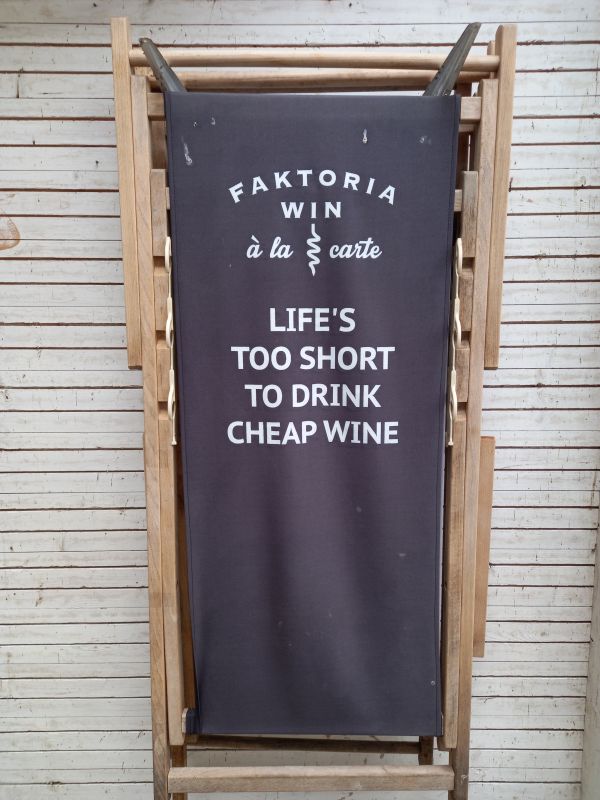 FAKTORIA
WIN
à la carte
LIFE'S
TOO SHORT
TO DRINK
CHEAP WINE